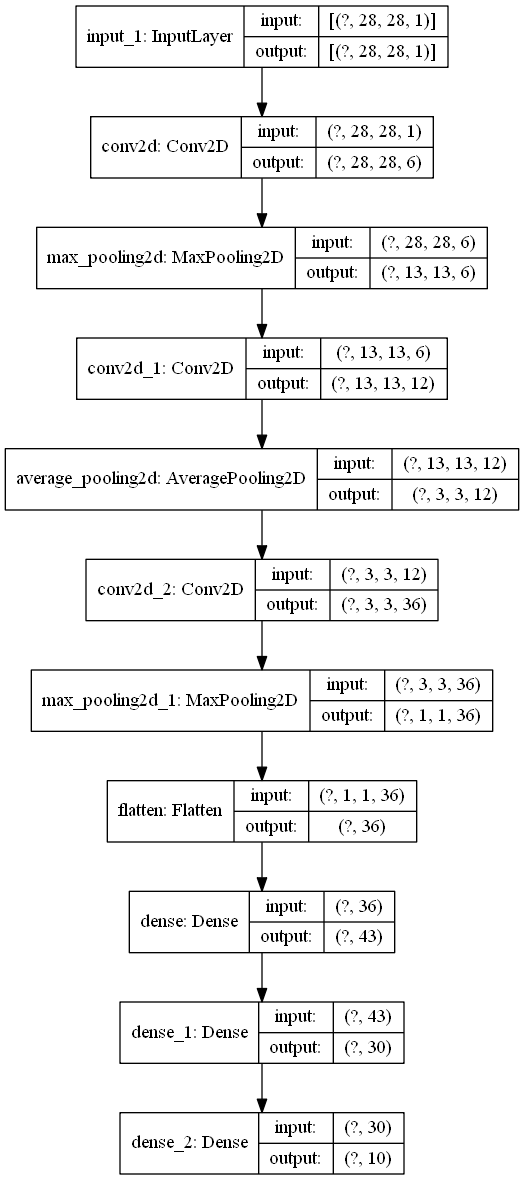 input_1: InputLayer
input: [(?, 28, 28, 1)]
output: [(?, 28, 28, 1)]
conv2d: Conv2D
input: (?, 28, 28, 1)
output: (?, 28, 28, 6)
max_pooling2d: MaxPooling2D
input: (?, 28, 28, 6)
output: (?, 13, 13, 6)
conv2d_1: Conv2D
input: (?, 13, 13, 6)
output: (?, 13, 13, 12)
average_pooling2d: AveragePooling2D
input: (?, 13, 13, 12)
output: (?, 3, 3, 12)
conv2d_2: Conv2D
input: (?, 3, 3, 12)
output: (?, 3, 3, 36)
max_pooling2d_1: MaxPooling2D
input: (?, 3, 3, 36)
output: (?, 1, 1, 36)
flatten: Flatten
input: (?, 1, 1, 36)
output: (?, 36)
dense: Dense
input: (?, 36)
output: (?, 43)
dense_1: Dense
input: (?, 43)
output: (?, 30)
dense_2: Dense
input: (?, 30)
output: (?, 10)